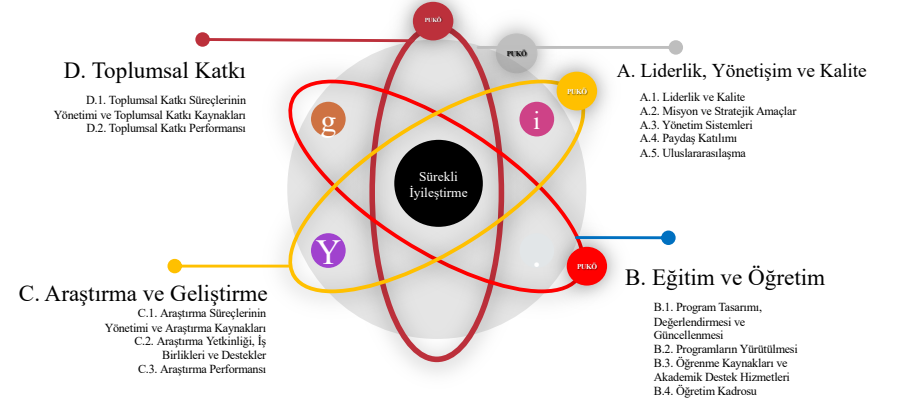 PUKÖ
PUKÖ
PUKÖ
PUKÖ
D. Toplumsal Katkı
D.1. Toplumsal Katkı Süreçlerinin
Yönetimi ve Toplumsal Katkı Kaynakları
D.2. Toplumsal Katkı Performansı
A. Liderlik, Yönetişim ve Kalite
A.1. Liderlik ve Kalite
A.2. Misyon ve Stratejik Amaçlar
A.3. Yönetim Sistemleri
A.4. Paydaş Katılımı
A.5. Uluslararasılaşma
g
i
Sürekli
İyileştirme
Y
.
C. Araştırma ve Geliştirme
C.1. Araştırma Süreçlerinin
Yönetimi ve Araştırma Kaynakları
C.2. Araştırma Yetkinliği, İş
Birlikleri ve Destekler
C.3. Araştırma Performansı
B. Eğitim ve Öğretim
B.1. Program Tasarımı,
Değerlendirmesi ve
Güncellenmesi
B.2. Programların Yürütülmesi
B.3. Öğrenme Kaynakları ve
Akademik Destek Hizmetleri
B.4. Öğretim Kadrosu